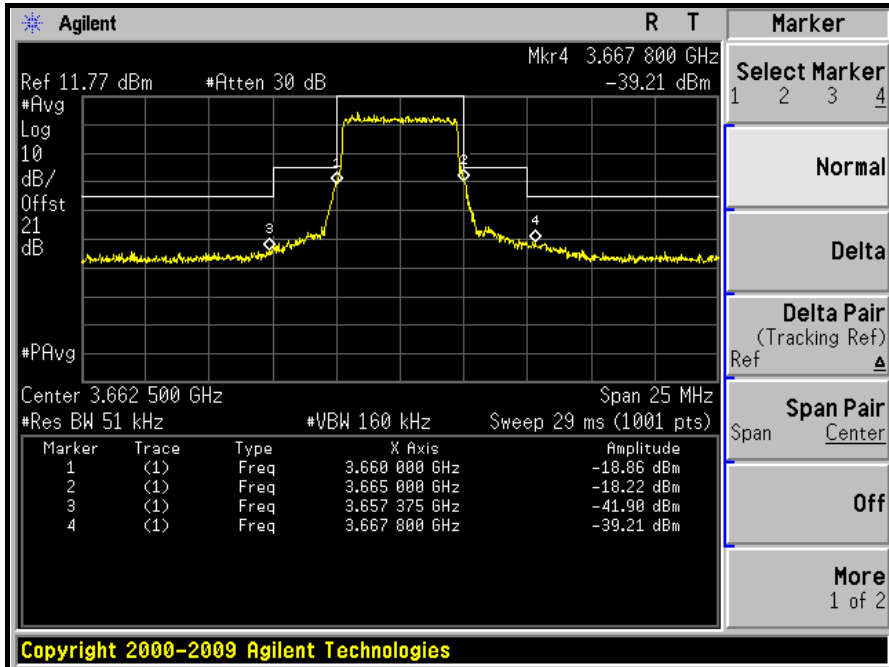 Agilent R T
Mkr4 3.667 800 GHz
Ref 11.77 dBm #Atten 30 dB -39.21 dBm
#Avg
Log
10
dB/
Offst
21
dB
1
2
3
4
#PAvg
Center 3.662 500 GHz Span 25 MHz
#Res BW 51 kHz #VBW 160 kHz Sweep 29 ms (1001 pts)
Marker Trace Type X Axis Amplitude
1 (1) Freq 3.660 000 GHz -18.86 dBm
2 (1) Freq 3.665 000 GHz -18.22 dBm
3 (1) Freq 3.657 375 GHz -41.90 dBm
4 (1) Freq 3.667 800 GHz -39.21 dBm
Copyright 2000-2009 Agilent Technologies
Marker
Select Marker
1 2 3 4
Normal
Delta
Delta Pair
(Tracking Ref)
Ref Δ
Span Pair
Span Center
Off
More
1 of 2